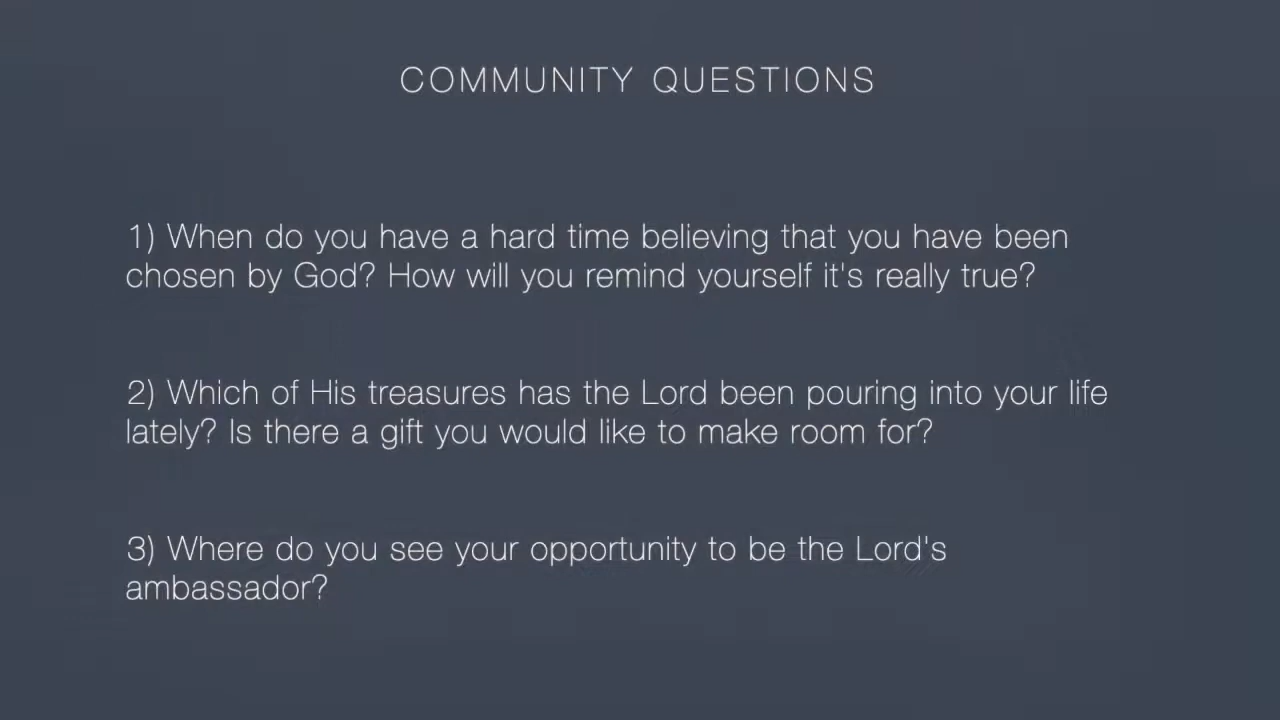 COMMUNITY QUESTIONS
1) When do you have a hard time believing that you have been
chosen by God? How will you remind yourself it's really true?
2) Which of His treasures has the Lord been pouring into your life
lately? Is there a gift you would like to make room for?
3) Where do you see your opportunity to be the Lord's
ambassador?